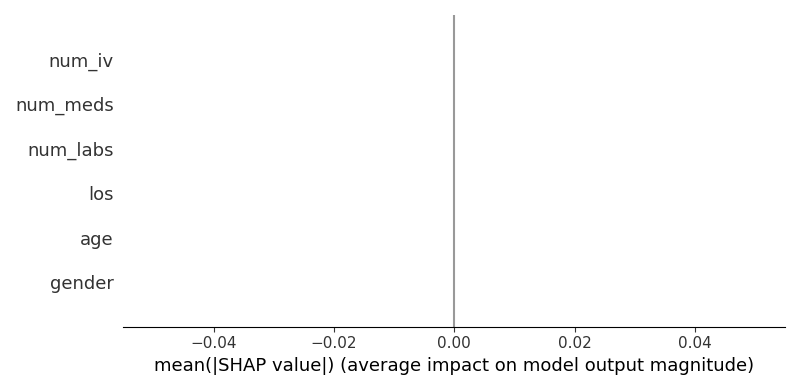 num_iv
num_meds
num_labs
los
age
gender
−0.04 −0.02 0.00 0.02 0.04
mean(|SHAP value|) (average impact on model output magnitude)